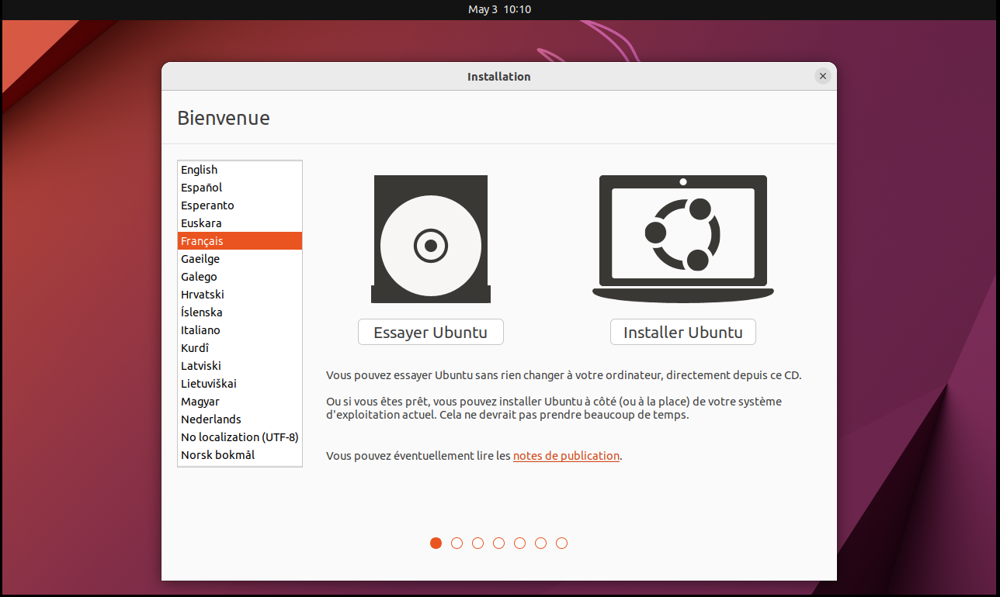 May 3 10:10
Installation
Bienvenue
English
Español
Esperanto
Euskara
Français
Gaeilge
Galego
Hrvatski
Íslenska
Italiano
Kurdî
Latviski
Lietuviškai
Magyar
Nederlands
No localization (UTF-8)
Norsk bokmål
Essayer Ubuntu
Installer Ubuntu
Vous pouvez essayer Ubuntu sans rien changer à votre ordinateur, directement depuis ce CD.
Ou si vous êtes prêt, vous pouvez installer Ubuntu à côté (ou à la place) de votre système
d'exploitation actuel. Cela ne devrait pas prendre beaucoup de temps.
Vous pouvez éventuellement lire les notes de publication.